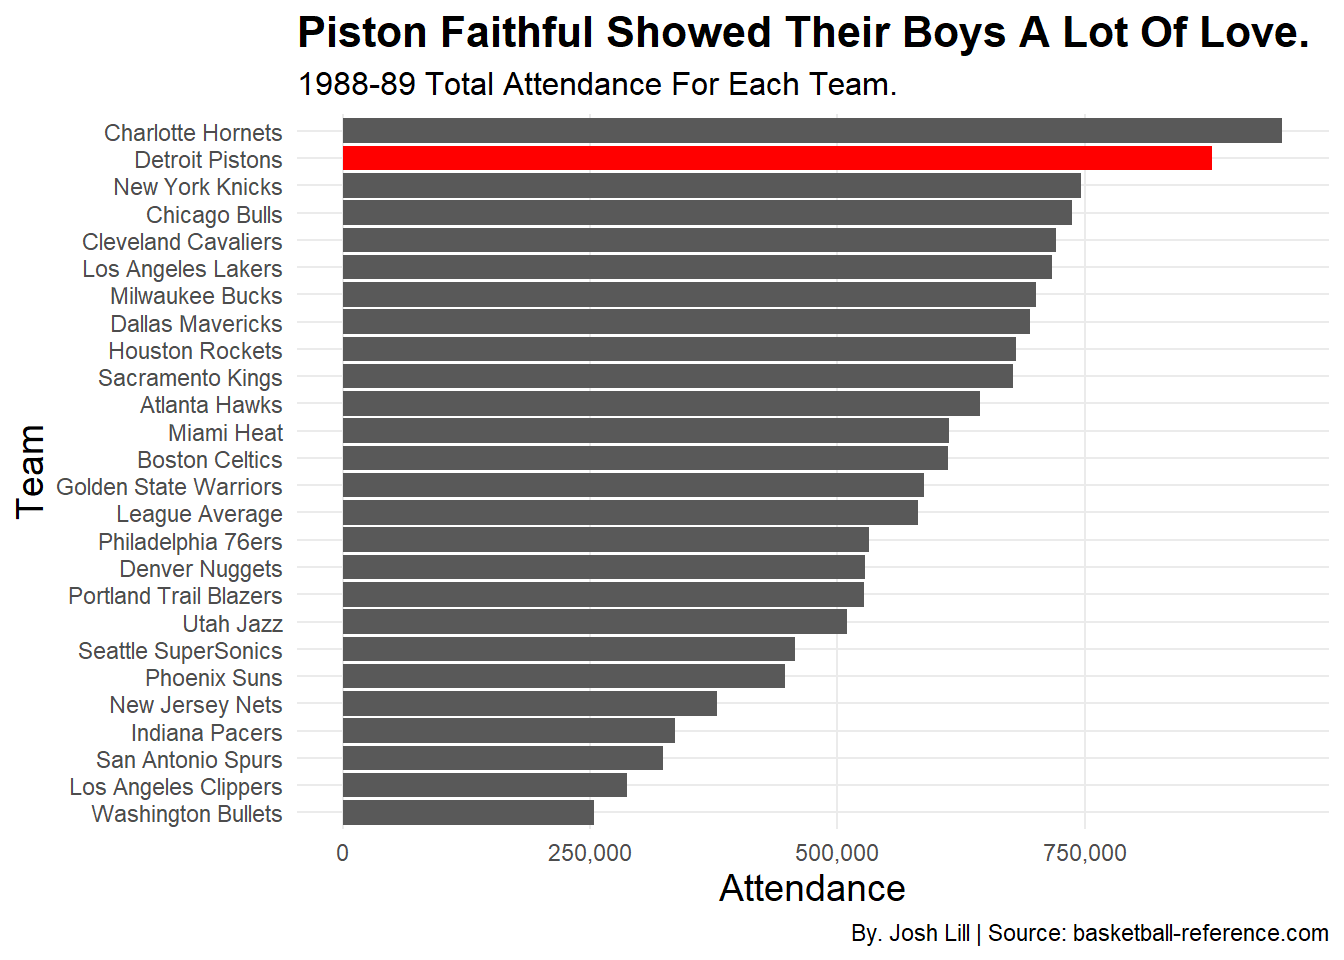 Piston Faithful Showed Their Boys A Lot Of Love.
1988-89 Total Attendance For Each Team.
Charlotte Hornets
Detroit Pistons
New York Knicks
Chicago Bulls
Cleveland Cavaliers
Los Angeles Lakers
Milwaukee Bucks
Dallas Mavericks
Houston Rockets
Sacramento Kings
Atlanta Hawks
Miami Heat
Boston Celtics
Golden State Warriors
League Average
Philadelphia 76ers
Denver Nuggets
Portland Trail Blazers
Utah Jazz
Seattle SuperSonics
Phoenix Suns
New Jersey Nets
Indiana Pacers
San Antonio Spurs
Los Angeles Clippers
Washington Bullets
Team
0 250,000 500,000 750,000
Attendance
By. Josh Lill | Source: basketball-reference.com